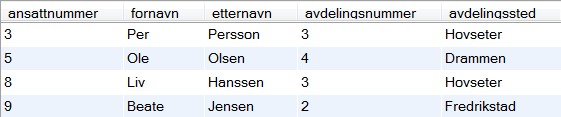 ansattnummer fornavn etternavn avdelingsnummer avdelingssted
3 Per Persson 3 Hovseter
5 Ole Olsen 4 Drammen
8 Liv Hanssen 3 Hovseter
9 Beate Jensen 2 Fredrikstad